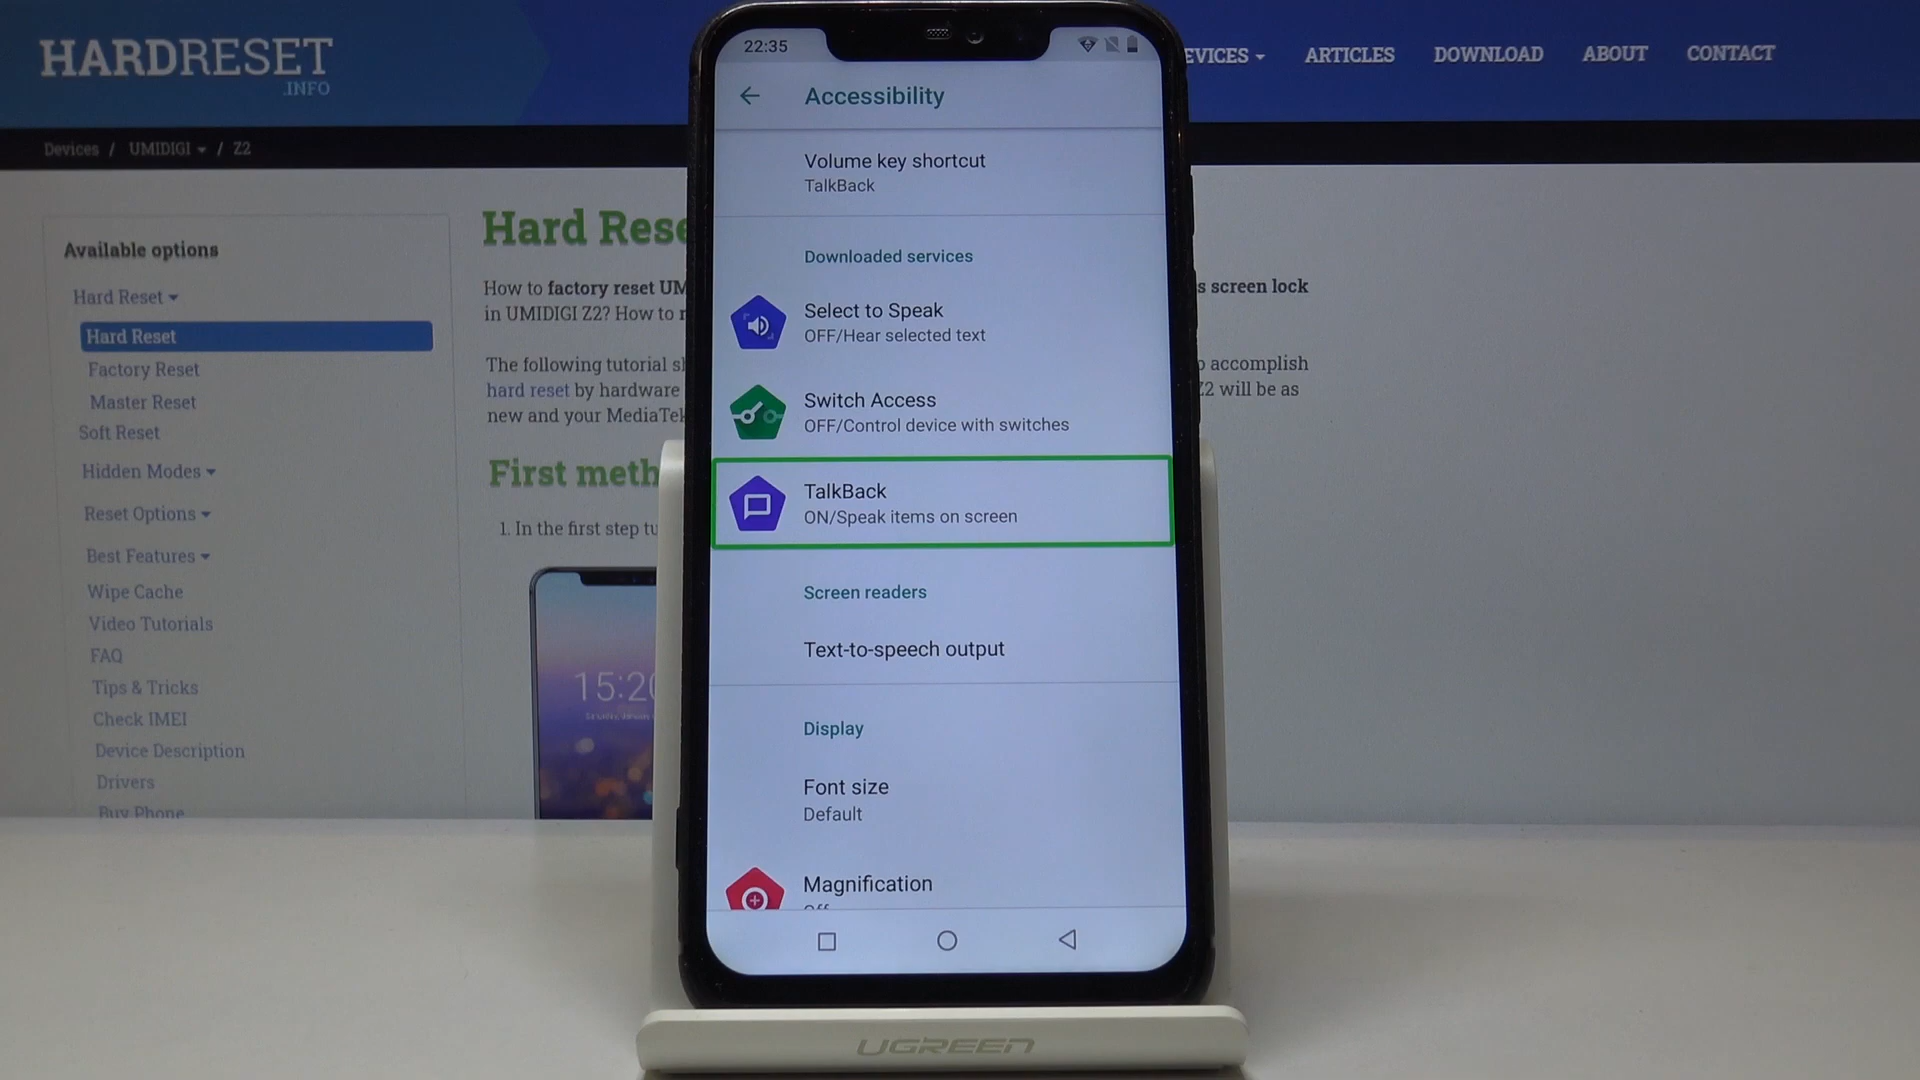 HARDRESET
.INFO
EVICES
ARTICLES
DOWNLOAD
ABOUT
CONTACT
Devices / UMIDIGI / Z2
Available options
Hard Reset
Hard Reset
Factory Reset
Master Reset
Soft Reset
Hidden Modes
Reset Options
Best Features
Wipe Cache
Video Tutorials
FAQ
Tips & Tricks
Check IMEI
Device Description
Drivers
Buy Phone
Hard Rese
How to factory reset UM
in UMIDIGI Z2? How to r
s screen lock
The following tutorial s
hard reset by hardware
new and your MediaTek
accomplish
Z2 will be as
First meth
1. In the first step tu
15:20
22:35
Accessibility
Volume key shortcut
TalkBack
Downloaded services
Select to Speak
OFF/Hear selected text
Switch Access
OFF/Control device with switches
TalkBack
ON/Speak items on screen
Screen readers
Text-to-speech output
Display
Font size
Default
Magnification
Off
UGREEN